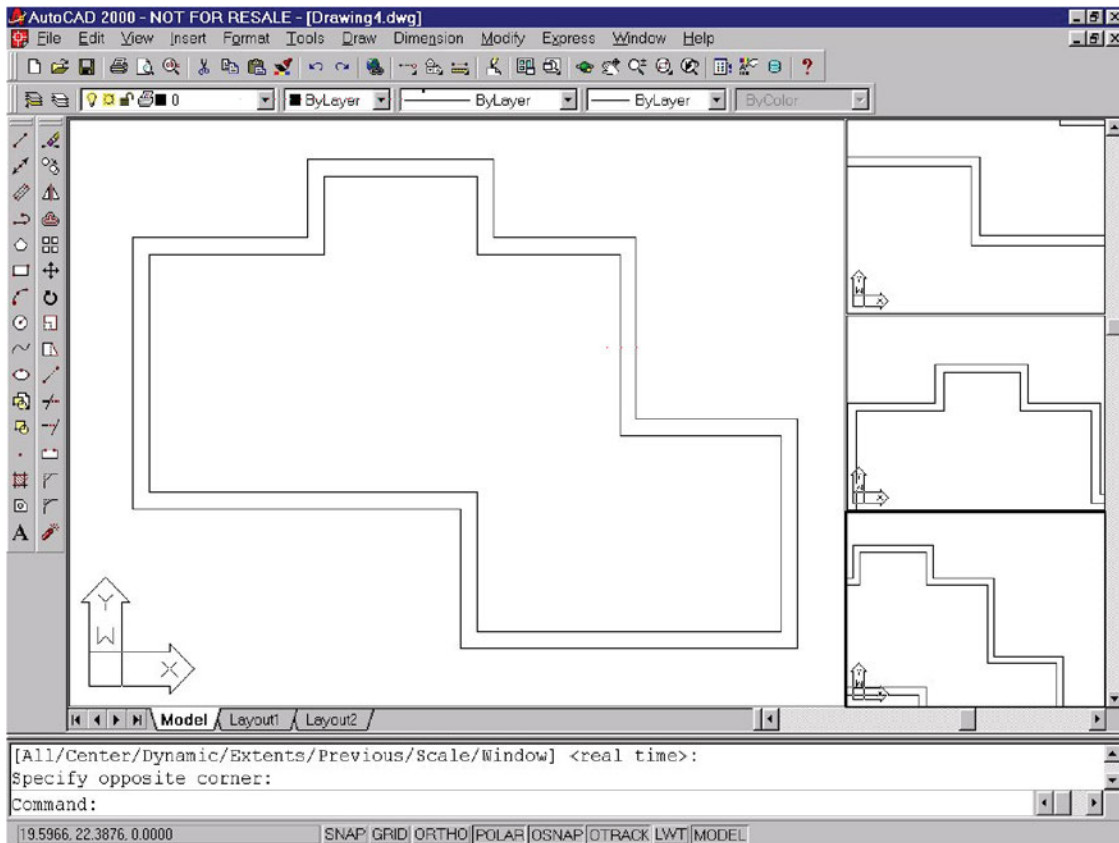 AutoCAD 2000 - NOT FOR RESALE - [Drawing4.dwg]
File Edit View Insert Format Tools Draw Dimension Modify Express Window Help
0 ByLayer ByLayer ByLayer ByColor
A
Y
W
X
Y
W
X
Y
X
Y
W
X
Model Layout1 Layout2
[All/Center/Dynamic/Extents/Previous/Scale/Window] <real time>:
Specify opposite corner:
Command:
19.5966, 22.3876, 0.0000 SNAP GRID ORTHO POLAR OSNAP OTRACK LWT MODEL